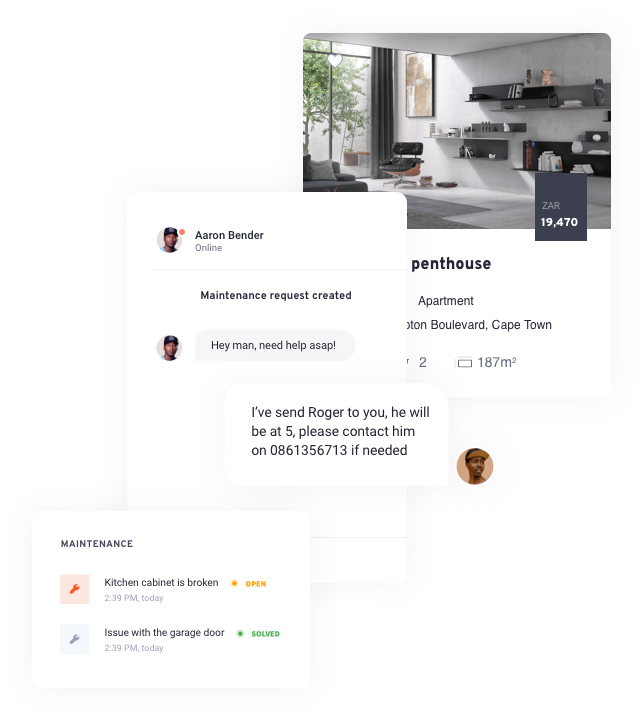 ZAR
19,470
penthouse
Apartment
Boulevard, Cape Town
2
187m²
Aaron Bender
Online
Maintenance request created
Hey man, need help asap!
I've send Roger to you, he will
be at 5, please contact him
on 0861356713 if needed
MAINTENANCE
Kitchen cabinet is broken
OPEN
2:39 PM, today
Issue with the garage door
SOLVED
2:39 PM, today